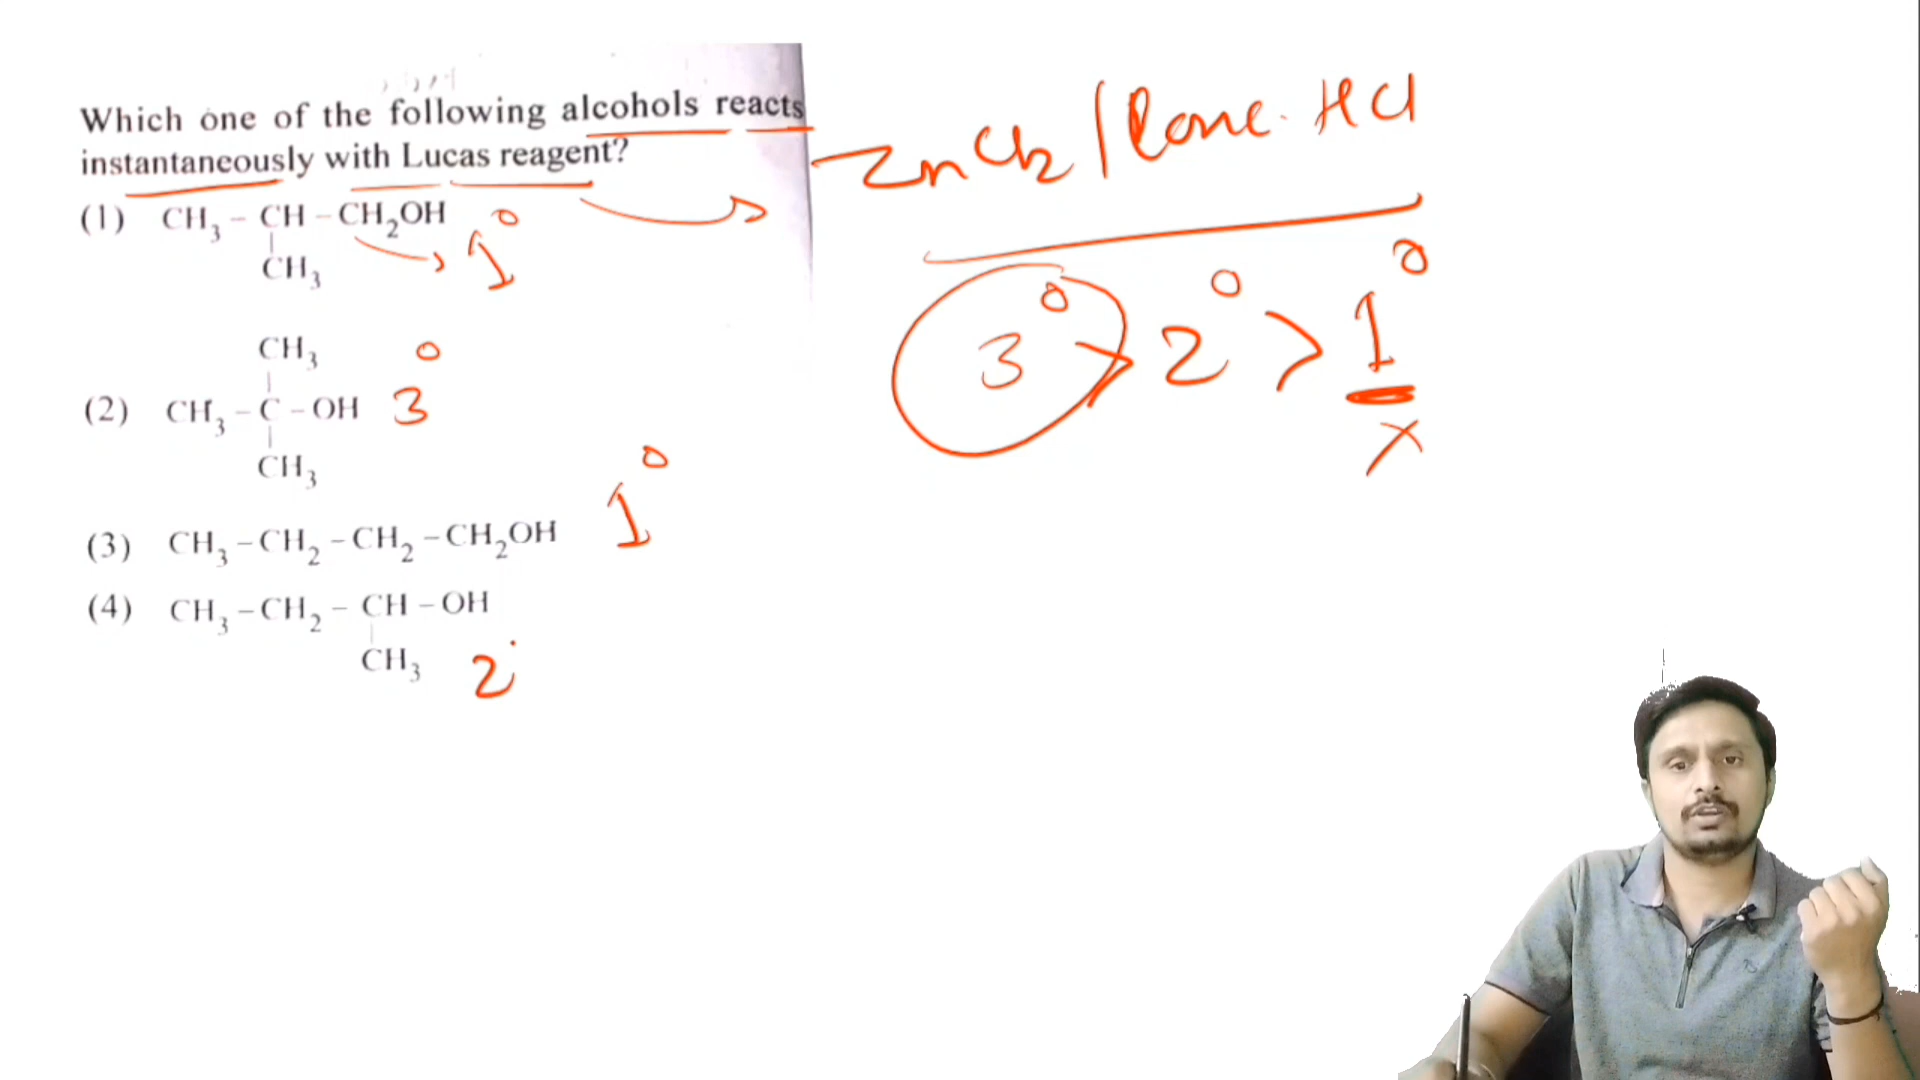 Which one of the following alcohols reacts
instantaneously with Lucas reagent?
(1) CH₃ – CH – CH₂OH 1°
CH₃
CH₃
(2) CH₃ – C – OH 3°
CH₃
(3) CH₃ – CH₂ – CH₂ – CH₂OH 1°
(4) CH₃ – CH₂ – CH – OH
CH₃ 2°
ZnCl₂ / Conc. HCl
3° > 2° > 1°
x